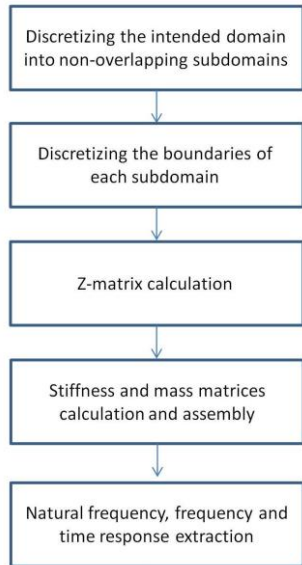 Discretizing the intended domain
into non-overlapping subdomains
Discretizing the boundaries of
each subdomain
Z-matrix calculation
Stiffness and mass matrices
calculation and assembly
Natural frequency, frequency and
time response extraction